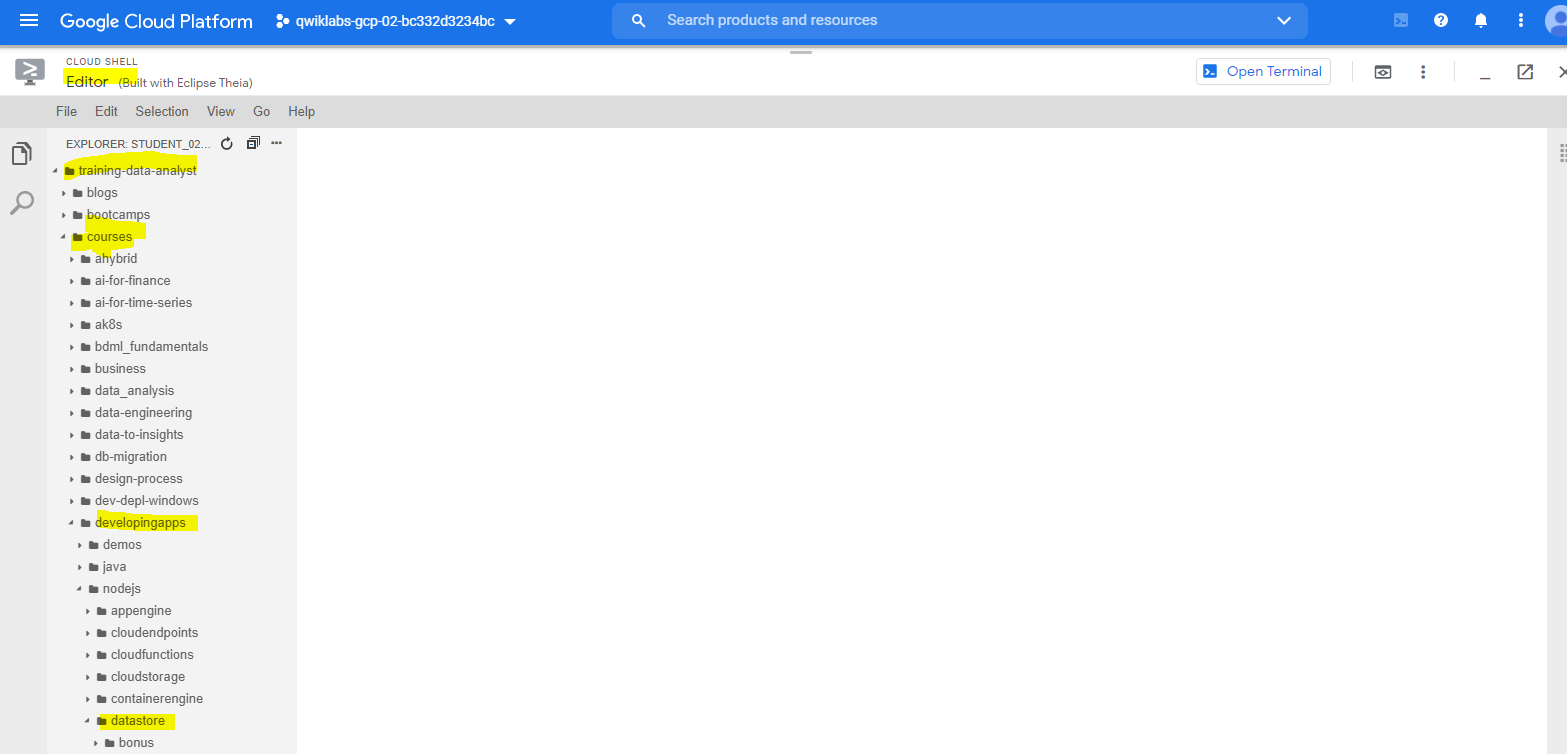 Google Cloud Platform
qwiklabs-gcp-02-bc332d3234bc
Search products and resources
CLOUD SHELL
Editor (Built with Eclipse Theia)
Open Terminal
File Edit Selection View Go Help
EXPLORER: STUDENT_02...
training-data-analyst
blogs
bootcamps
courses
ahybrid
ai-for-finance
ai-for-time-series
ak8s
bdml_fundamentals
business
data_analysis
data-engineering
data-to-insights
db-migration
design-process
dev-depl-windows
developingapps
demos
java
nodejs
appengine
cloudendpoints
cloudfunctions
cloudstorage
containerengine
datastore
bonus